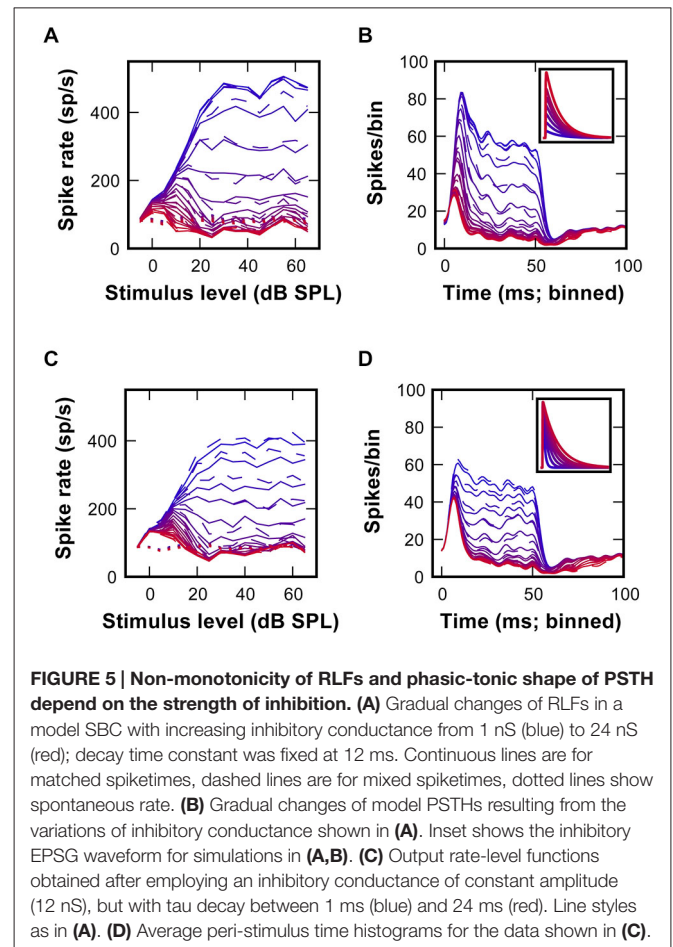 A
B
Spike rate (sp/s)
400
200
0
0 20 40 60
Stimulus level (dB SPL)
Spikes/bin
100
80
60
40
20
0
0 50 100
Time (ms; binned)
C
D
Spike rate (sp/s)
400
200
0
0 20 40 60
Stimulus level (dB SPL)
Spikes/bin
100
80
60
40
20
0
0 50 100
Time (ms; binned)
FIGURE 5 | Non-monotonicity of RLFs and phasic-tonic shape of PSTH
depend on the strength of inhibition. (A) Gradual changes of RLFs in a
model SBC with increasing inhibitory conductance from 1 nS (blue) to 24 nS
(red); decay time constant was fixed at 12 ms. Continuous lines are for
matched spiketimes, dashed lines are for mixed spiketimes, dotted lines show
spontaneous rate. (B) Gradual changes of model PSTHs resulting from the
variations of inhibitory conductance shown in (A). Inset shows the inhibitory
EPSG waveform for simulations in (A,B). (C) Output rate-level functions
obtained after employing an inhibitory conductance of constant amplitude
(12 nS), but with tau decay between 1 ms (blue) and 24 ms (red). Line styles
as in (A). (D) Average peri-stimulus time histograms for the data shown in (C).